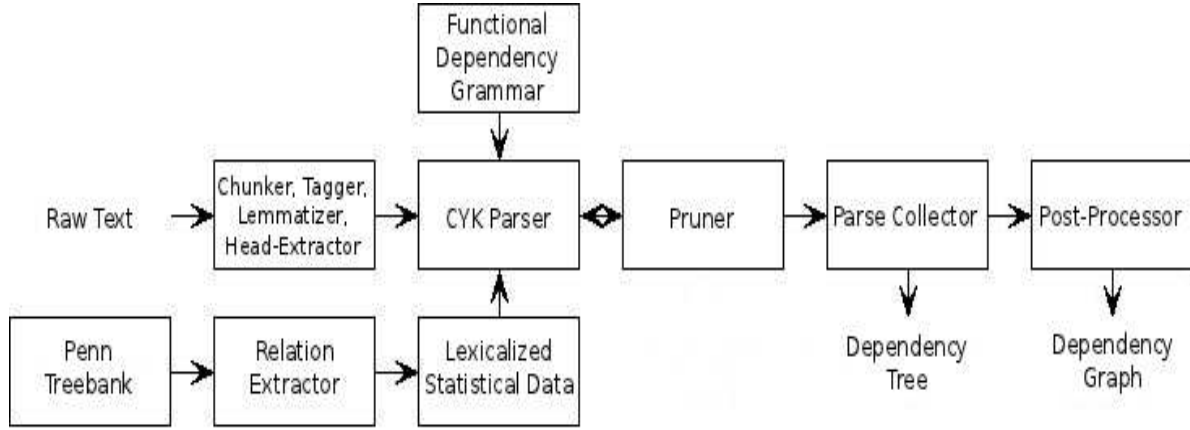 Functional
Dependency
Grammar
Raw Text
Chunker, Tagger,
Lemmatizer,
Head-Extractor
CYK Parser
Pruner
Parse Collector
Post-Processor
Penn
Treebank
Relation
Extractor
Lexicalized
Statistical Data
Dependency
Tree
Dependency
Graph